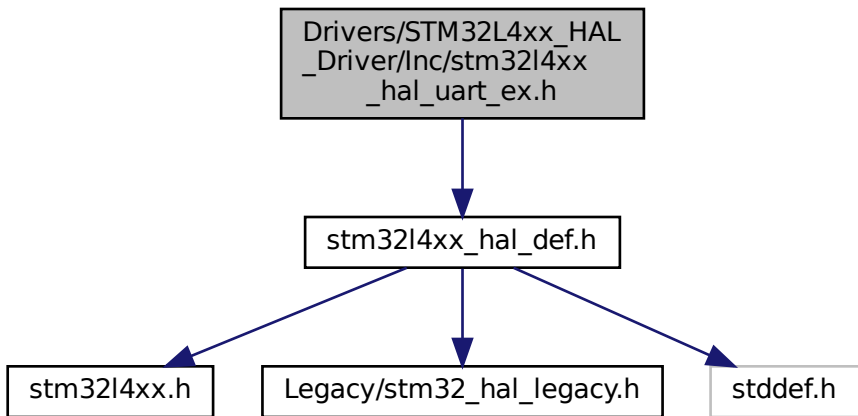 Drivers/STM32L4xx_HAL
_Driver/Inc/stm32l4xx
_hal_uart_ex.h
stm32l4xx_hal_def.h
stm32l4xx.h
Legacy/stm32_hal_legacy.h
stddef.h